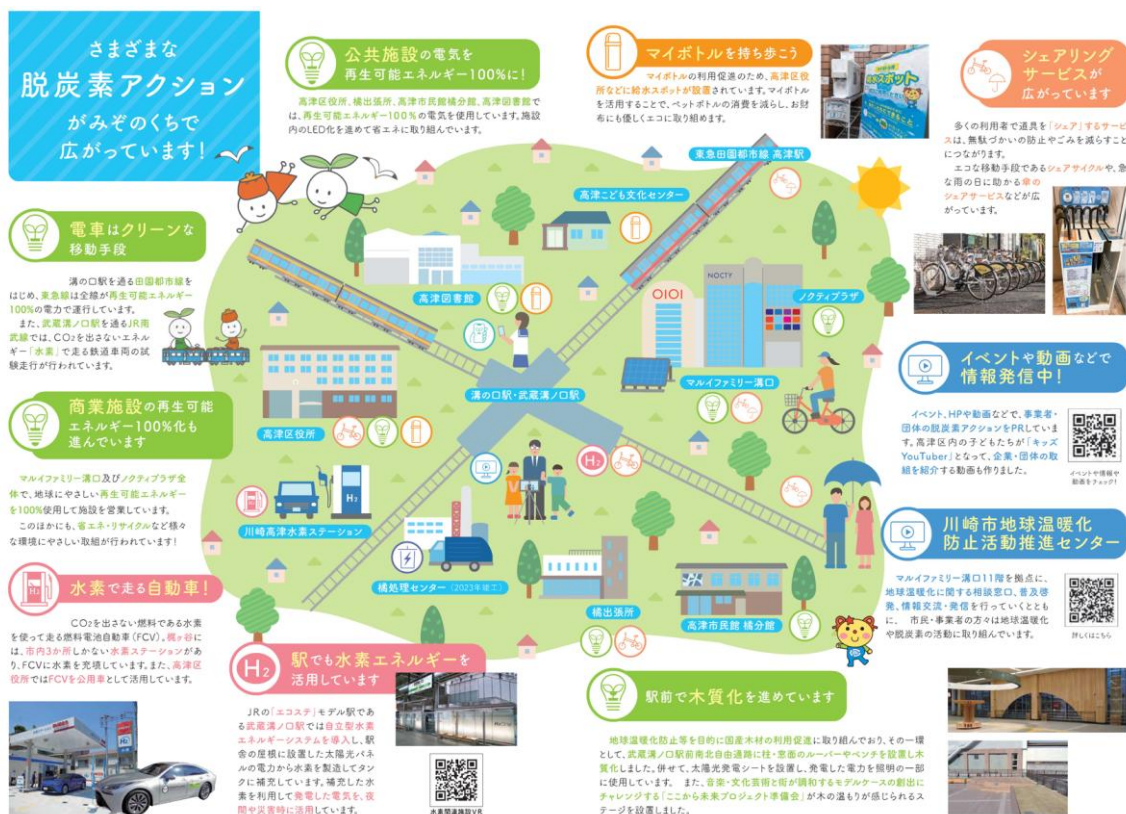 さまざまな
脱炭素アクション
がみぞのくちで
広がっています!
公共施設の電気を
再生可能エネルギー100%に!
高津区役所、橘出張所、高津市民館橘分館、高津図書館で
は、再生可能エネルギー100%の電気を使用しています。施設
内のLED化を進めて省エネに取り組んでいます。
マイボトルを持ち歩こう
マイボトルの利用促進のため、高津区役
所などに給水スポットが設置されています。マイボトル
を活用することで、ペットボトルの消費を減らし、お財
布にも優しくエコに取り組めます。
給水スポット
シェアリング
サービスが
広がっています
多くの利用者で道具を「シェア」するサービ
スは、無駄づかいの防止やごみを減らすこと
につながります。
エコな移動手段であるシェアサイクルや、急
な雨の日に助かる傘の
シェアサービスなどが広
がっています。
電車はクリーンな
移動手段
溝の口駅を通る田園都市線を
はじめ、東急線は全線が再生可能エネルギー
100%の電力で運行しています。
また、武蔵溝ノ口駅を通るJR南
武線では、CO₂を出さないエネル
ギー「水素」で走る鉄道車両の試
験走行が行われています。
商業施設の再生可能
エネルギー100%化も
進んでいます
マルイファミリー溝口及びノクティプラザ全
体で、地球にやさしい再生可能エネルギー
を100%使用して施設を営業しています。
このほかにも、省エネ・リサイクルなど様々
な環境にやさしい取組が行われています!
水素で走る自動車!
CO₂を出さない燃料である水素
を使って走る燃料電池自動車(FCV)。梶ヶ谷に
は、市内3か所しかない水素ステーションがあ
り、FCVに水素を充填しています。また、高津区
役所ではFCVを公用車として活用しています。
東急田園都市線 高津駅
高津こども文化センター
高津図書館
OIOI
NOCTY
ノクティプラザ
マルイファミリー溝口
溝の口駅・武蔵溝ノ口駅
高津区役所
H₂
H₂
川崎高津水素ステーション
橘処理センター(2023年竣工)
橘出張所
高津市民館 橘分館
イベントや動画などで
情報発信中!
イベント、HPや動画などで、事業者・
団体の脱炭素アクションをPRしていま
す。高津区内の子どもたちが「キッズ
YouTuber」となって、企業・団体の取
組を紹介する動画も作りました。
イベントや情報や
動画をチェック!
川崎市地球温暖化
防止活動推進センター
マルイファミリー溝口11階を拠点に、
地球温暖化に関する相談窓口、普及啓
発、情報交流・発信を行っていくととも
に、 市民・事業者の方々は地球温暖化
や脱炭素の活動に取り組んでいます。
詳しくはこちら
H₂
駅でも水素エネルギーを
活用しています
JRの「エコステ」モデル駅であ
る武蔵溝ノ口駅では自立型水素
エネルギーシステムを導入し、駅
舎の屋根に設置した太陽光パネ
ルの電力から水素を製造してタン
クに補充しています。補充した水
素を利用して発電した電気を、夜
間や災害時に活用しています。
水素関連施設VR
駅前で木質化を進めています
地球温暖化防止等を目的に国産木材の利用促進に取り組んでおり、その一環
として、武蔵溝ノ口駅前南北自由通路に柱・窓面のルーバーやベンチを設置し木
質化しました。併せて、太陽光発電シートを設置し、発電した電力を照明の一部
に使用しています。 また、音楽・文化芸術と街が調和するモデルケースの創出に
チャレンジする「ここから未来プロジェクト準備会」が木の温もりが感じられるス
テージを設置しました。